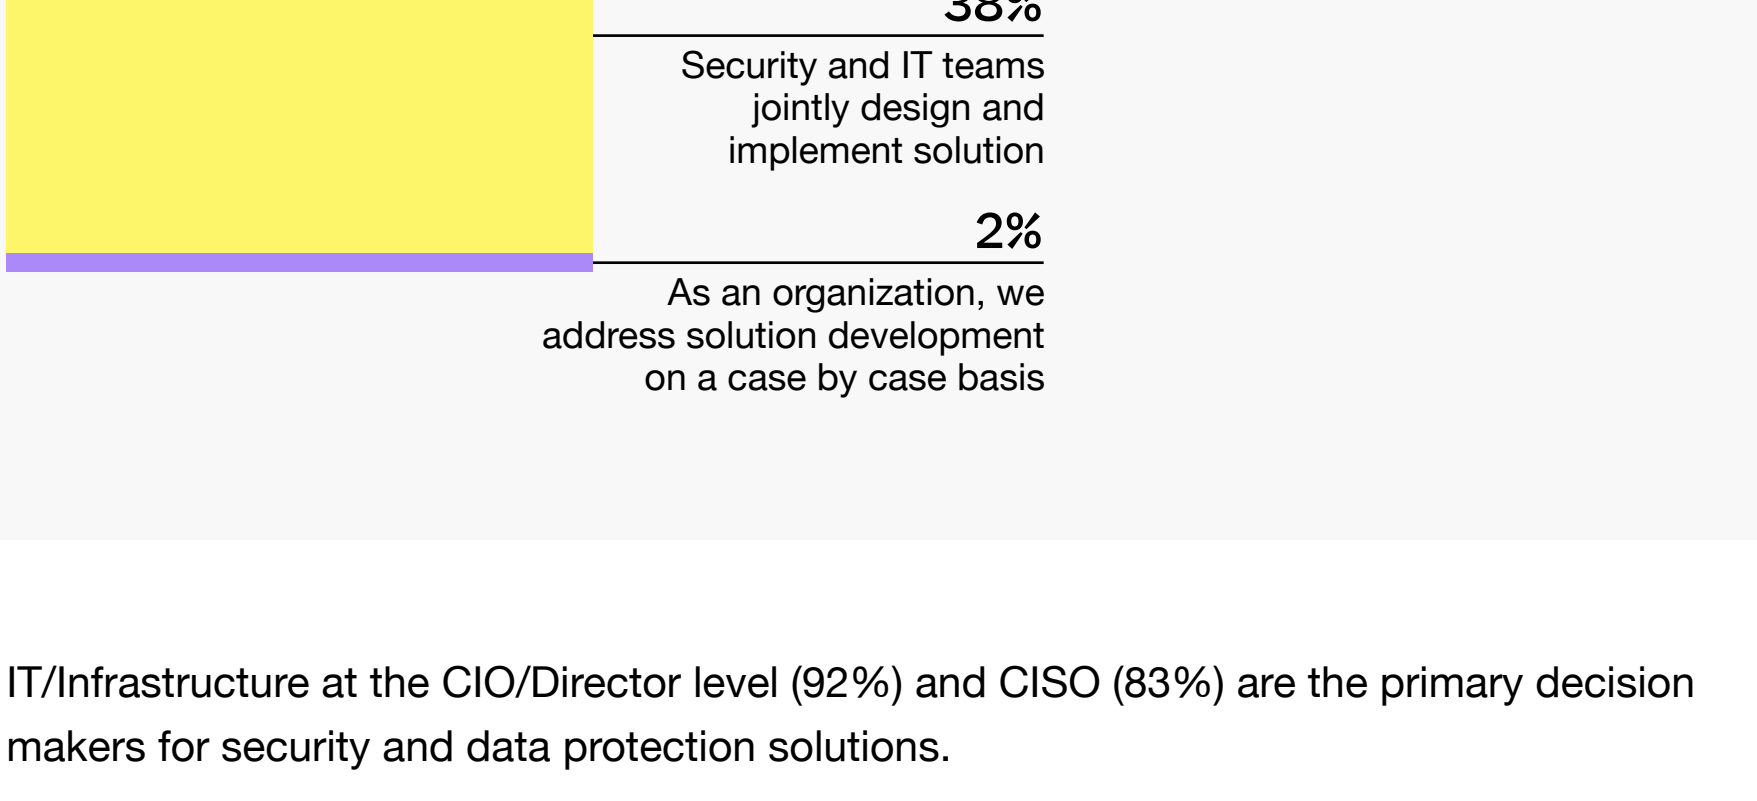 38%
Security and IT teams
jointly design and
implement solution
2%
As an organization, we
address solution development
on a case by case basis
IT/Infrastructure at the CIO/Director level (92%) and CISO (83%) are the primary decision
makers for security and data protection solutions.